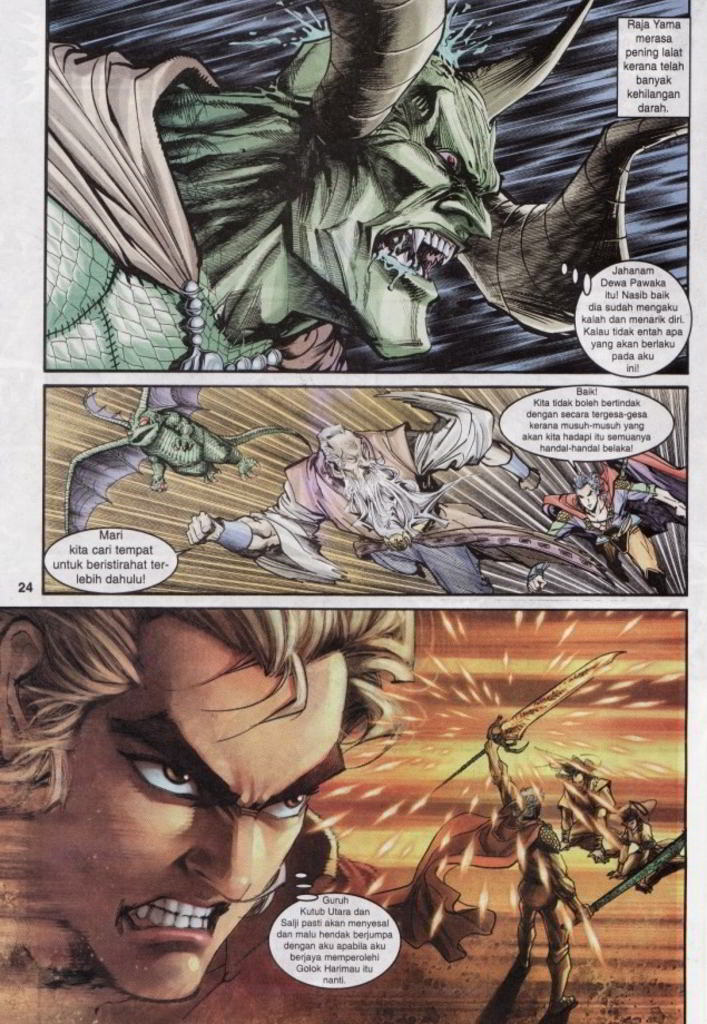 Raja Yama
merasa
pening lalat
kerana telah
banyak
kehilangan
darah.
Jahanam
Dewa Pawaka
itu! Nasib baik
dia sudah mengaku
kalah dan menarik diri.
Kalau tidak entah apa
yang akan berlaku
pada aku
ini!
Baik!
Kita tidak boleh bertindak
dengan secara tergesa-gesa
kerana musuh-musuh yang
akan kita hadapi itu semuanya
handal-handal belaka!
Mari
kita cari tempat
untuk beristirahat ter-
lebih dahulu!
24
Guruh
Kutub Utara dan
Salji pasti akan menyesal
dan malu hendak berjumpa
dengan aku apabila aku
berjaya memperolehi
Golok Harimau itu
nanti.